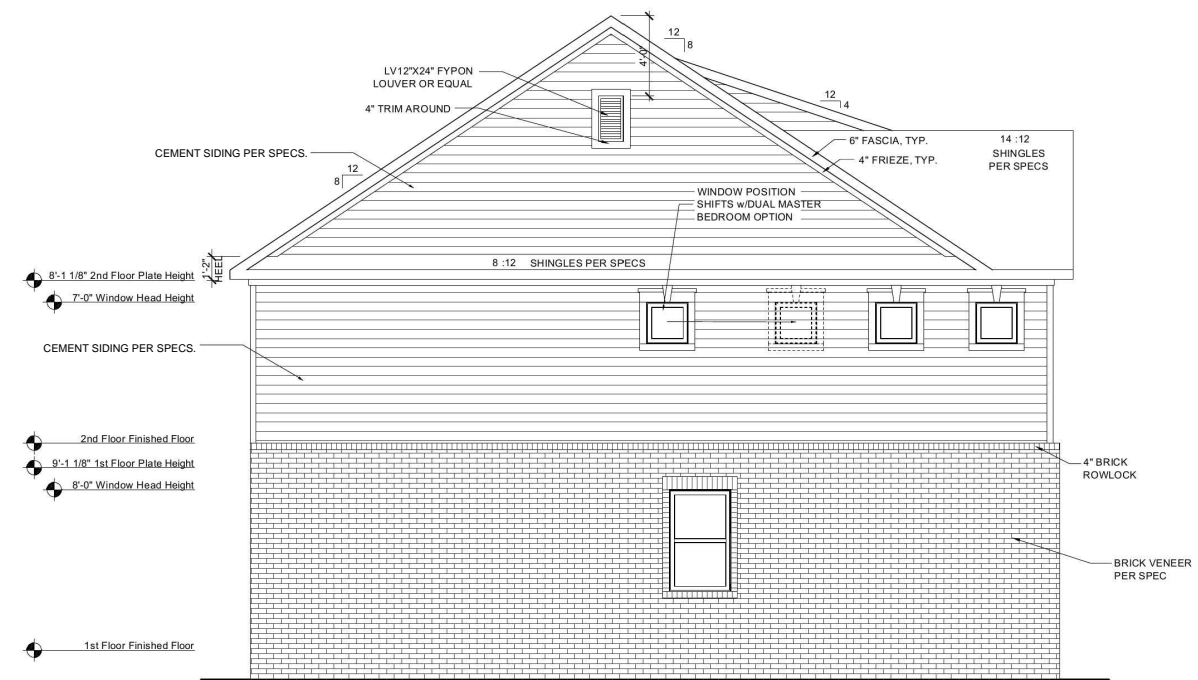 12
8
4'-0"
LV12"X24" FYPON
LOUVER OR EQUAL
4" TRIM AROUND
12
4
6" FASCIA, TYP.
4" FRIEZE, TYP.
14 :12
SHINGLES
PER SPECS
CEMENT SIDING PER SPECS.
12
8
WINDOW POSITION
SHIFTS w/DUAL MASTER
BEDROOM OPTION
1'-2"
HEEL
8 :12 SHINGLES PER SPECS
8'-1 1/8" 2nd Floor Plate Height
7'-0" Window Head Height
CEMENT SIDING PER SPECS.
2nd Floor Finished Floor
9'-1 1/8" 1st Floor Plate Height
8'-0" Window Head Height
4" BRICK
ROWLOCK
BRICK VENEER
PER SPEC
1st Floor Finished Floor